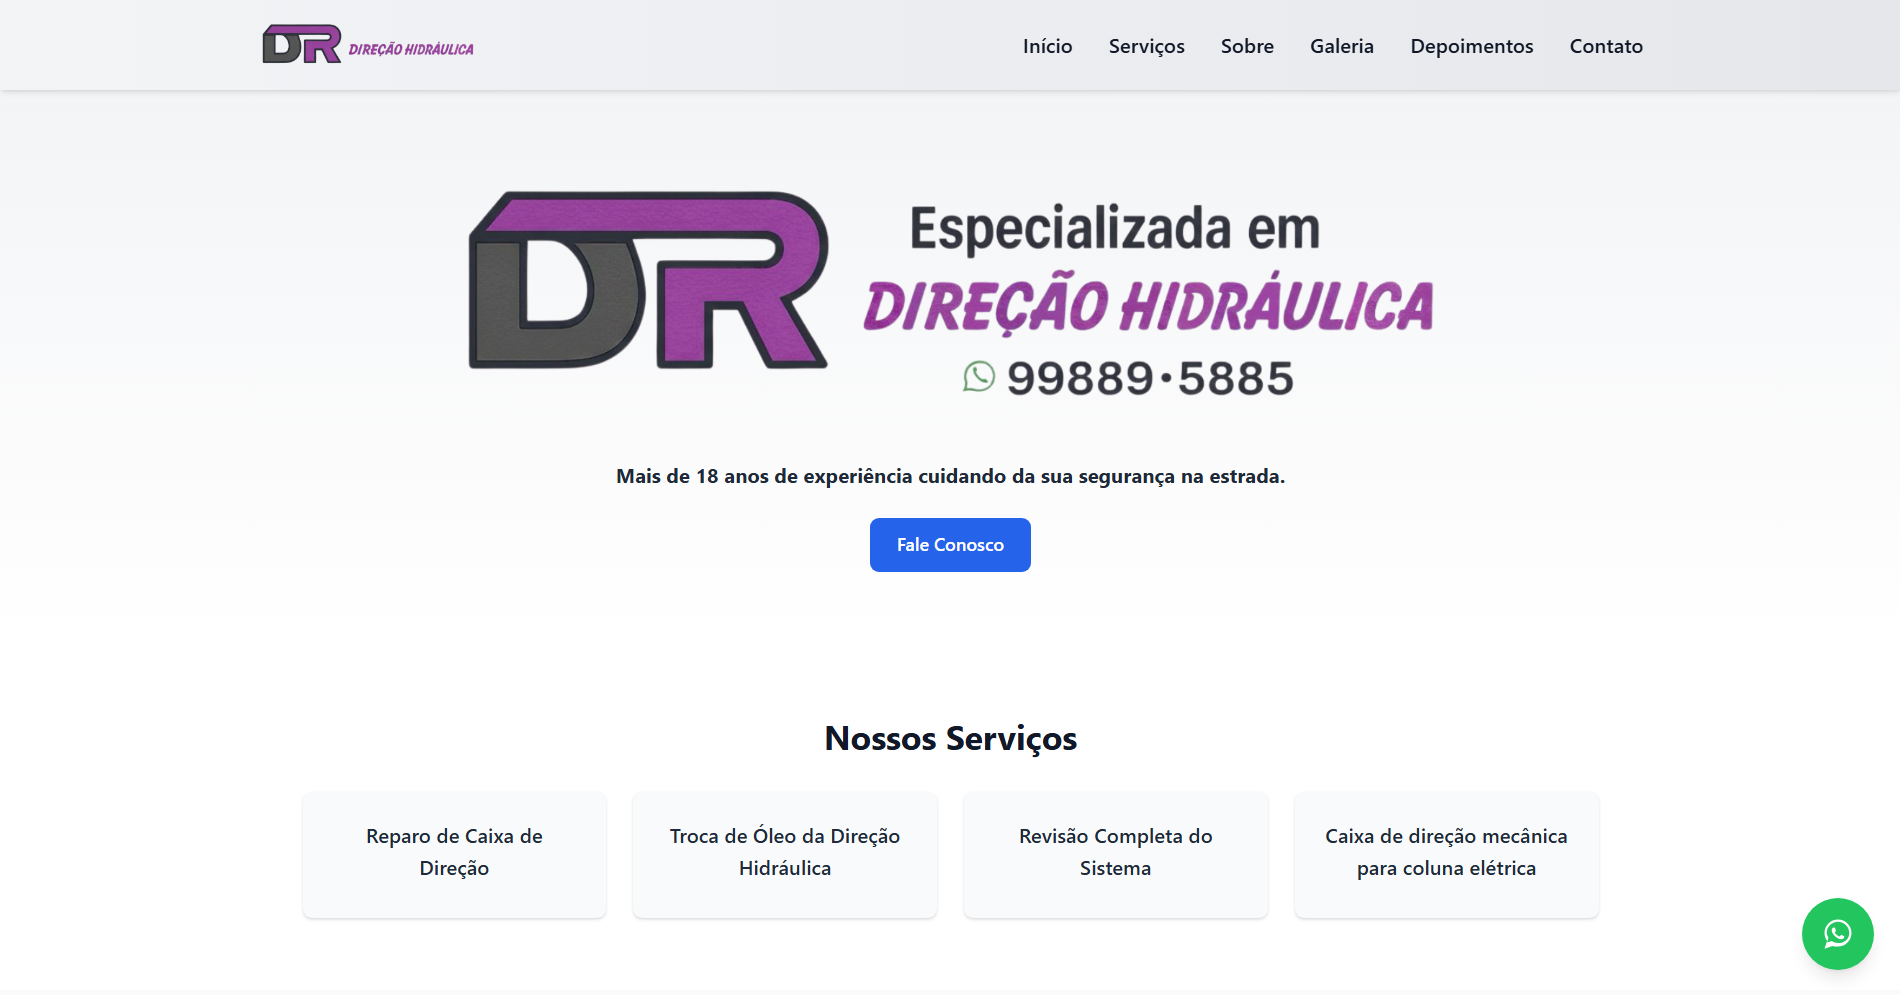 DR DIREÇÃO HIDRÁULICA
Início Serviços Sobre Galeria Depoimentos Contato
DR
Especializada em
DIREÇÃO HIDRÁULICA
99889·5885
Mais de 18 anos de experiência cuidando da sua segurança na estrada.
Fale Conosco
Nossos Serviços
Reparo de Caixa de
Direção
Troca de Óleo da Direção
Hidráulica
Revisão Completa do
Sistema
Caixa de direção mecânica
para coluna elétrica